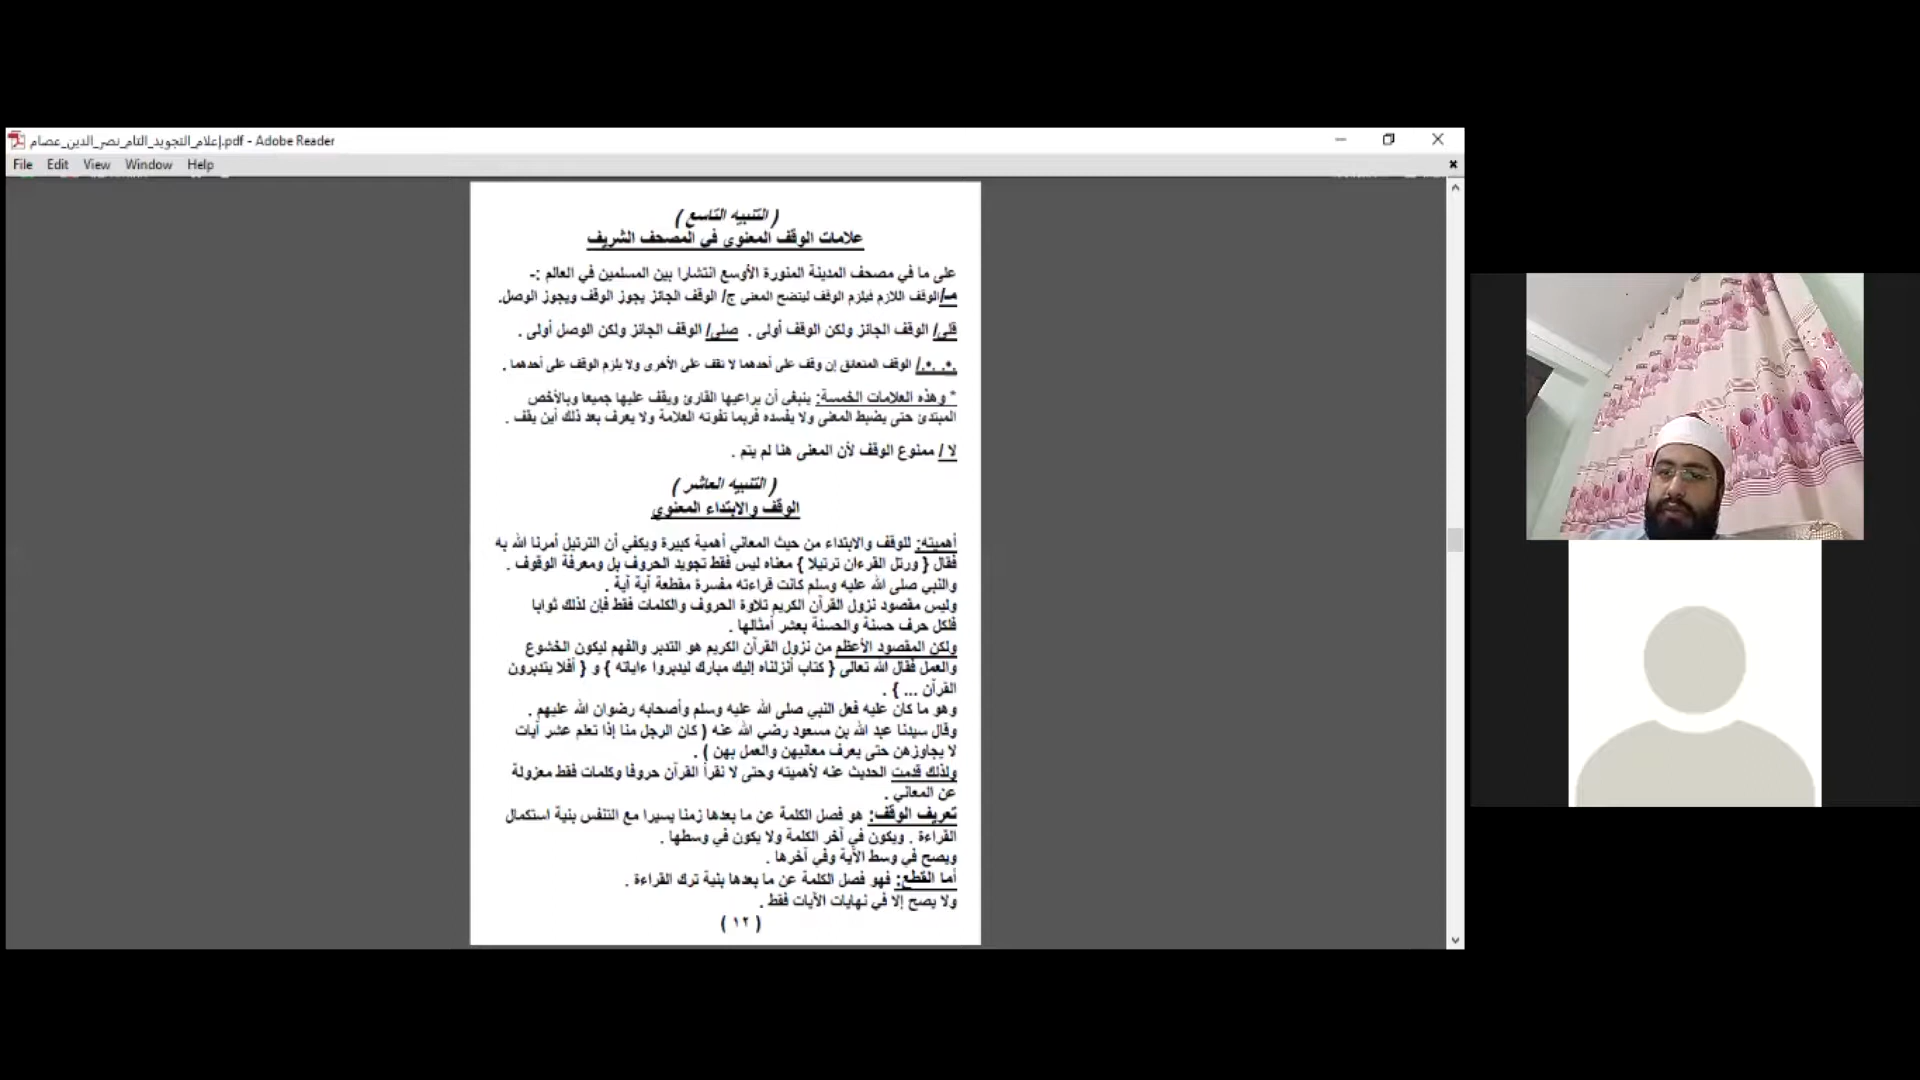 إعلام_التجويد_التام_نصر_الدين_عصام.pdf - Adobe Reader
File Edit View Window Help
( التنبيه التاسع )
علامات الوقف المعنوي في المصحف الشريف
على ما في مصحف المدينة المنورة الأوسع انتشارا بين المسلمين في العالم :-
مـ/الوقف اللازم فيلزم الوقف ليتضح المعنى ج/ الوقف الجائز يجوز الوقف ويجوز الوصل.
قلى/ الوقف الجائز ولكن الوقف أولى . صلى/ الوقف الجائز ولكن الوصل أولى .
.•. .•./ الوقف المتعانق إن وقف على أحدهما لا نقف على الأخرى ولا يلزم الوقف على أحدهما .
* وهذه العلامات الخمسة: ينبغي أن يراعيها القارئ ويقف عليها جميعا وبالأخص
المبتدئ حتى يضبط المعنى ولا يفسده فربما تفوته العلامة ولا يعرف بعد ذلك أين يقف .
لا / ممنوع الوقف لأن المعنى هنا لم يتم .
( التنبيه العاشر )
الوقف والابتداء المعنوي
أهميته: للوقف والابتداء من حيث المعاني أهمية كبيرة ويكفي أن الترتيل أمرنا الله به
فقال { ورتل القرءان ترتيلا } معناه ليس فقط تجويد الحروف بل ومعرفة الوقوف .
والنبي صلى الله عليه وسلم كانت قراءته مفسرة مقطعة آية آية .
وليس مقصود نزول القرآن الكريم تلاوة الحروف والكلمات فقط فإن لذلك ثوابا
فلكل حرف حسنة والحسنة بعشر أمثالها .
ولكن المقصود الأعظم من نزول القرآن الكريم هو التدبر والفهم ليكون الخشوع
والعمل فقال الله تعالى { كتاب أنزلناه إليك مبارك ليدبروا ءاياته } و { أفلا يتدبرون
القرآن ... } .
وهو ما كان عليه فعل النبي صلى الله عليه وسلم وأصحابه رضوان الله عليهم .
وقال سيدنا عبد الله بن مسعود رضي الله عنه ( كان الرجل منا إذا تعلم عشر آيات
لا يجاوزهن حتى يعرف معانيهن والعمل بهن ) .
ولذلك قدمت الحديث عنه لأهميته وحتى لا نقرأ القرآن حروفا وكلمات فقط معزولة
عن المعاني .
تعريف الوقف: هو فصل الكلمة عن ما بعدها زمنا يسيرا مع التنفس بنية استكمال
القراءة . ويكون في آخر الكلمة ولا يكون في وسطها .
ويصح في وسط الآية وفي آخرها .
أما القطع: فهو فصل الكلمة عن ما بعدها بنية ترك القراءة .
ولا يصح إلا في نهايات الآيات فقط .
( ١٢ )